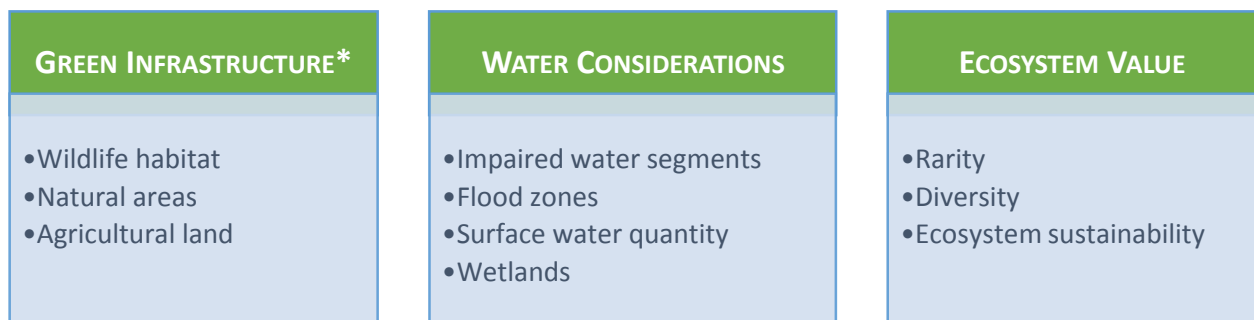 GREEN INFRASTRUCTURE*
•Wildlife habitat
•Natural areas
•Agricultural land
WATER CONSIDERATIONS
•Impaired water segments
•Flood zones
•Surface water quantity
•Wetlands
ECOSYSTEM VALUE
•Rarity
•Diversity
•Ecosystem sustainability